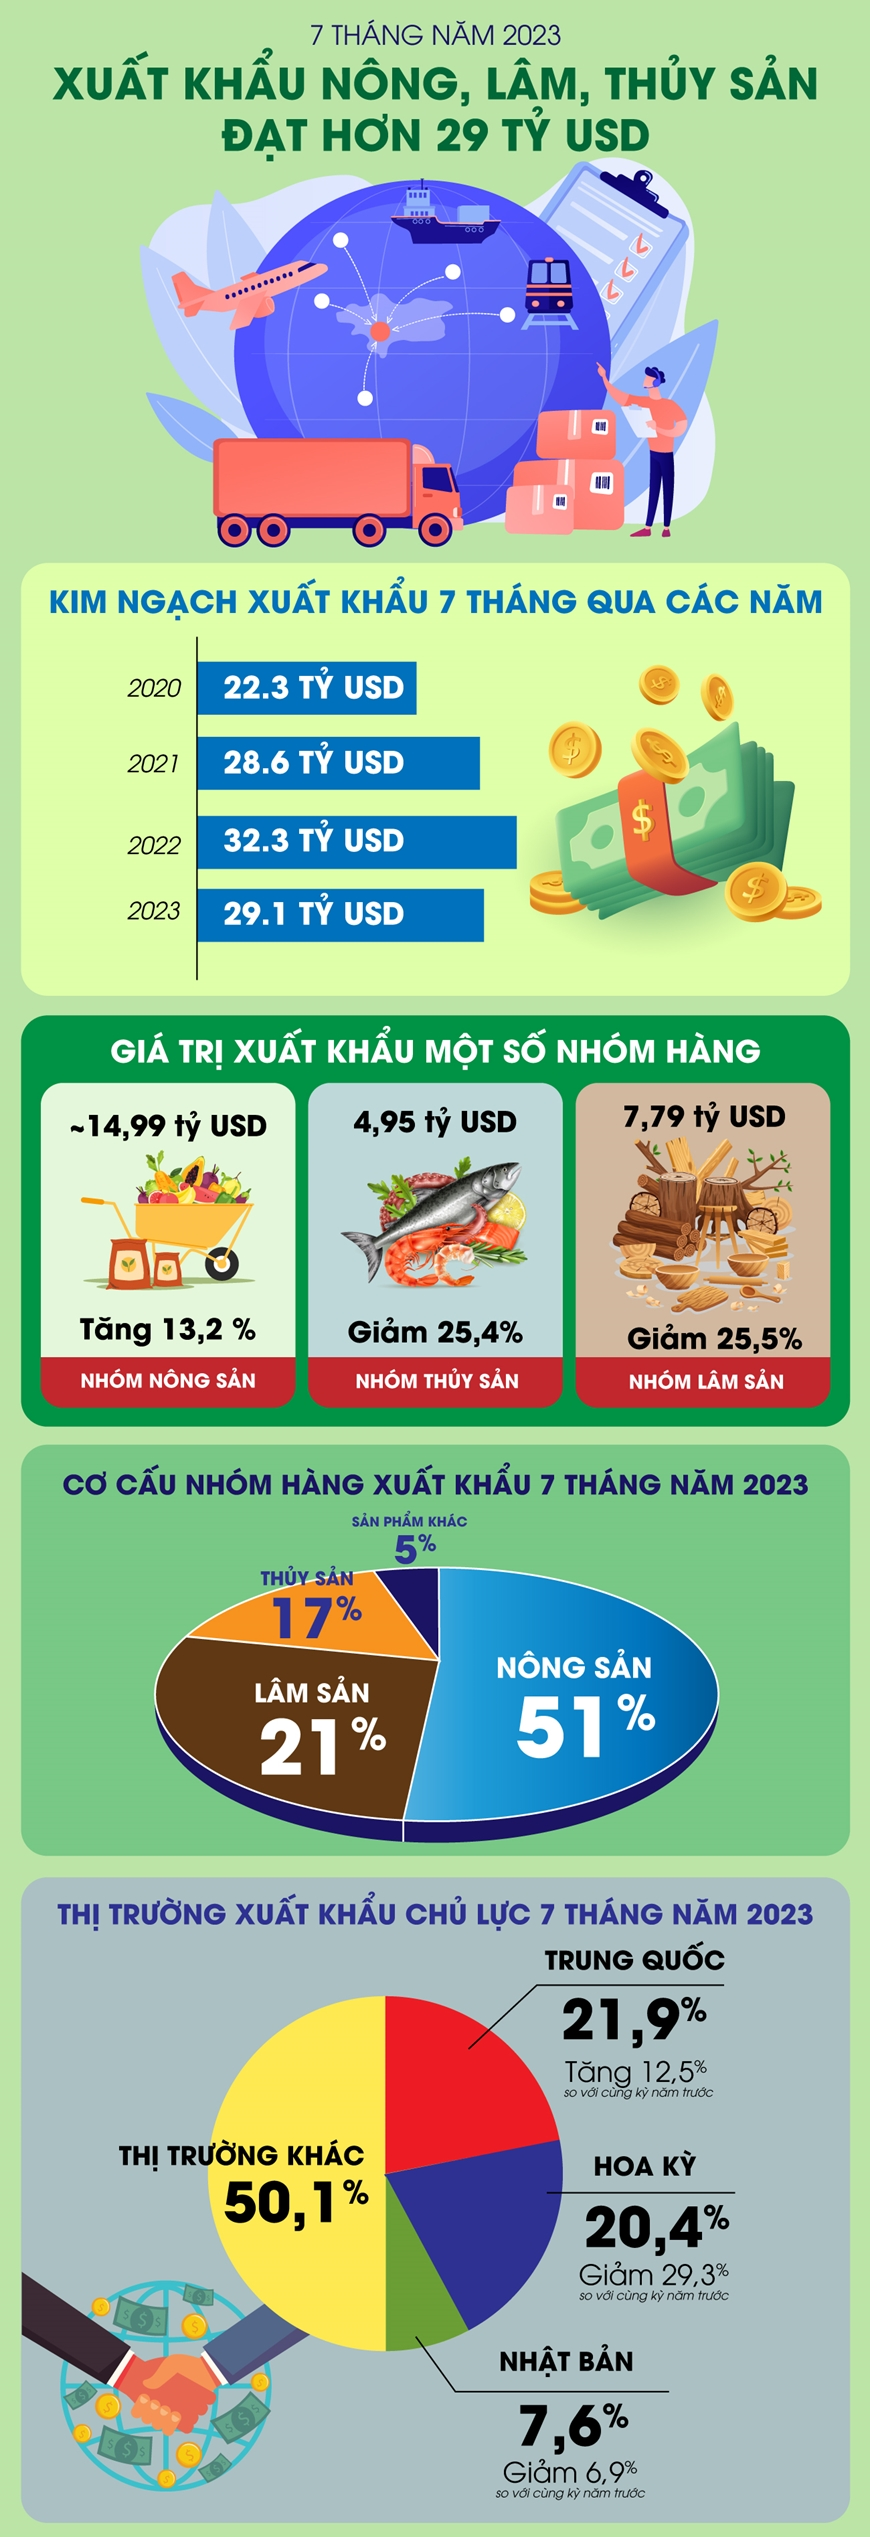 7 THÁNG NĂM 2023
XUẤT KHẨU NÔNG, LÂM, THỦY SẢN
ĐẠT HƠN 29 TỶ USD
KIM NGẠCH XUẤT KHẨU 7 THÁNG QUA CÁC NĂM
2020
22.3 TỶ USD
2021
28.6 TỶ USD
2022
32.3 TỶ USD
2023
29.1 TỶ USD
GIÁ TRỊ XUẤT KHẨU MỘT SỐ NHÓM HÀNG
~14,99 tỷ USD
Tăng 13,2 %
NHÓM NÔNG SẢN
4,95 tỷ USD
Giảm 25,4%
NHÓM THỦY SẢN
7,79 tỷ USD
Giảm 25,5%
NHÓM LÂM SẢN
CƠ CẤU NHÓM HÀNG XUẤT KHẨU 7 THÁNG NĂM 2023
SẢN PHẨM KHÁC
5%
THỦY SẢN
17%
NÔNG SẢN
51%
LÂM SẢN
21%
THỊ TRƯỜNG XUẤT KHẨU CHỦ LỰC 7 THÁNG NĂM 2023
TRUNG QUỐC
21,9%
Tăng 12,5%
so với cùng kỳ năm trước
THỊ TRƯỜNG KHÁC
50,1%
HOA KỲ
20,4%
Giảm 29,3%
so với cùng kỳ năm trước
NHẬT BẢN
7,6%
Giảm 6,9%
so với cùng kỳ năm trước